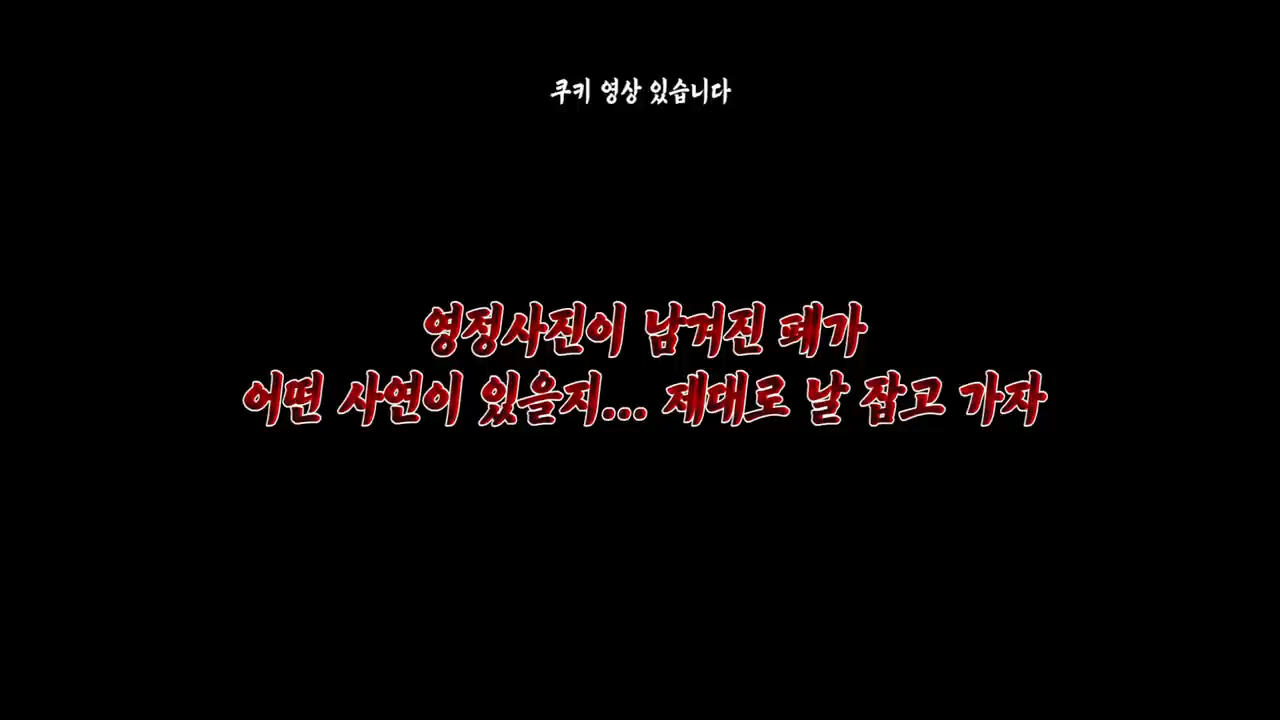 쿠키 영상 있습니다
영정사진이 남겨진 폐가
어떤 사연이 있을지... 제대로 날 잡고 가자